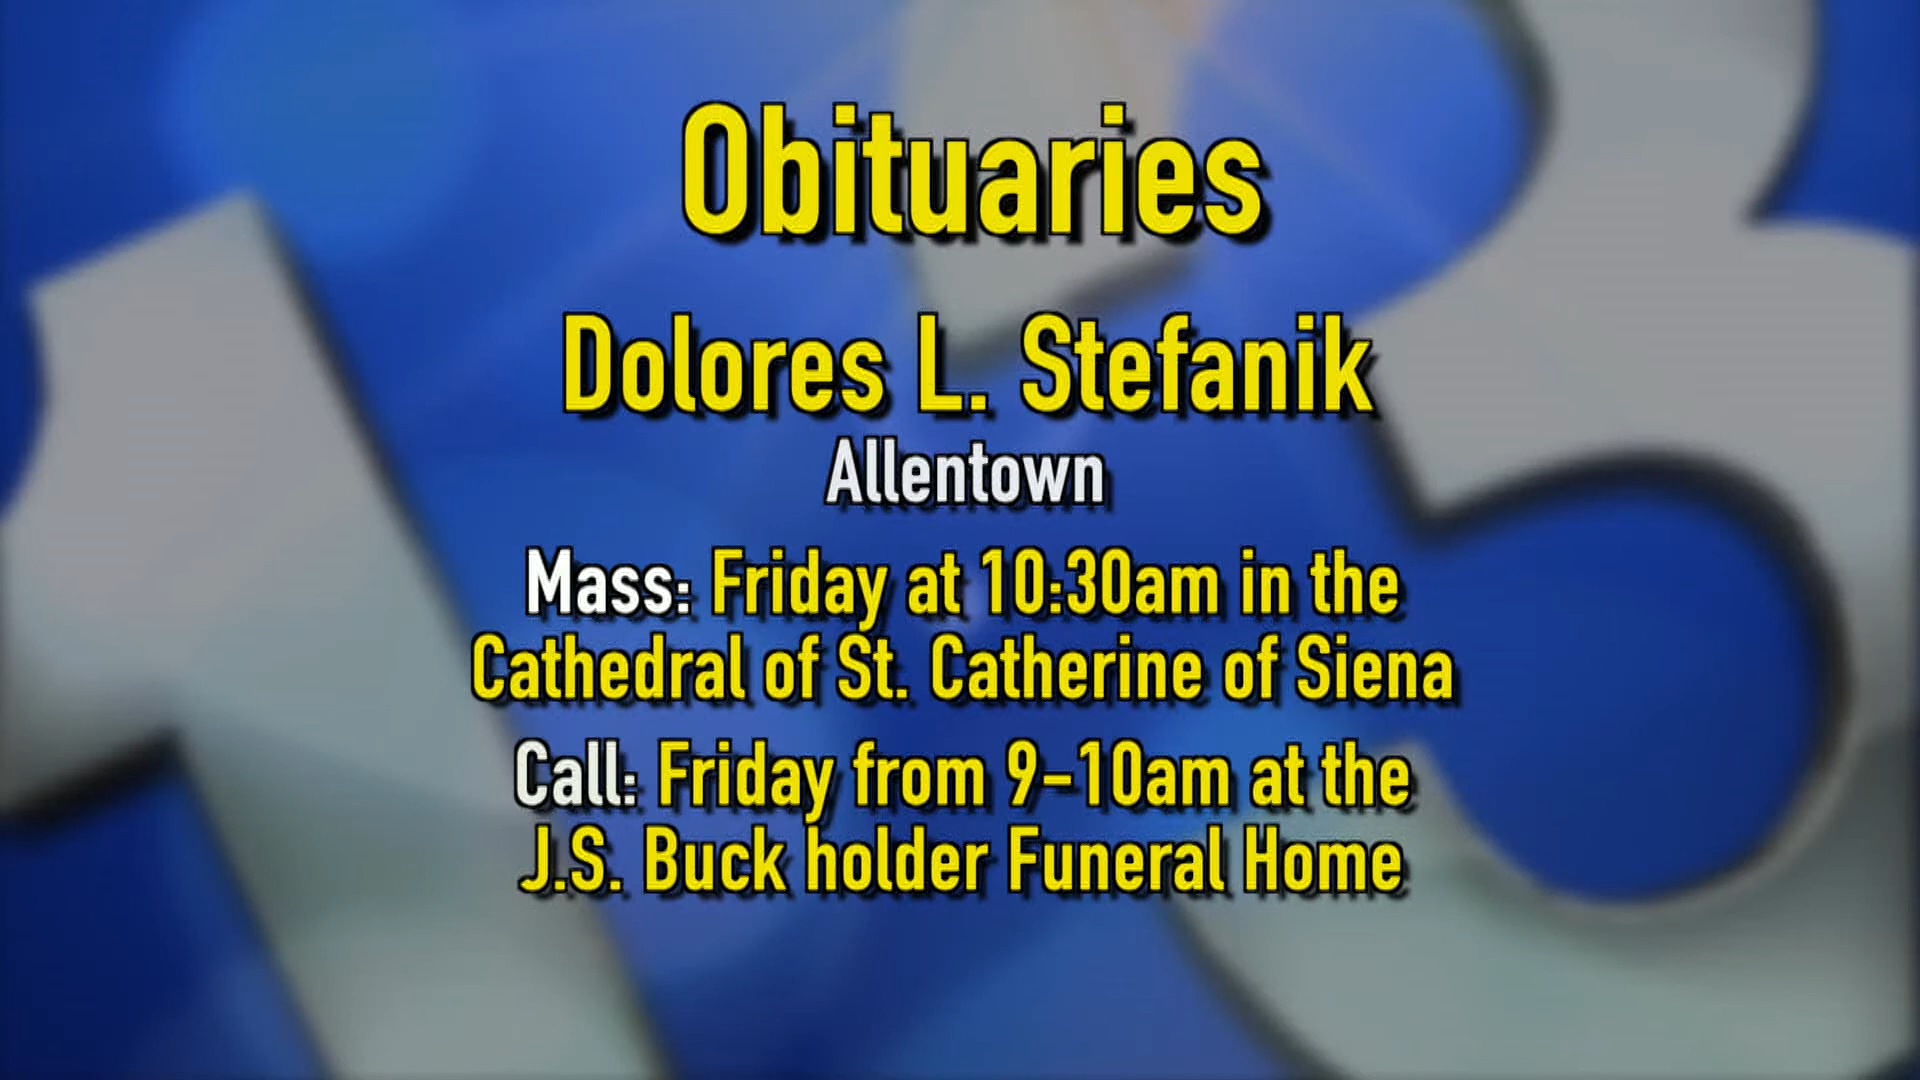 Obituaries
Dolores L. Stefanik
Allentown
Mass: Friday at 10:30am in the
Cathedral of St. Catherine of Siena
Call: Friday from 9-10am at the
J.S. Buck holder Funeral Home